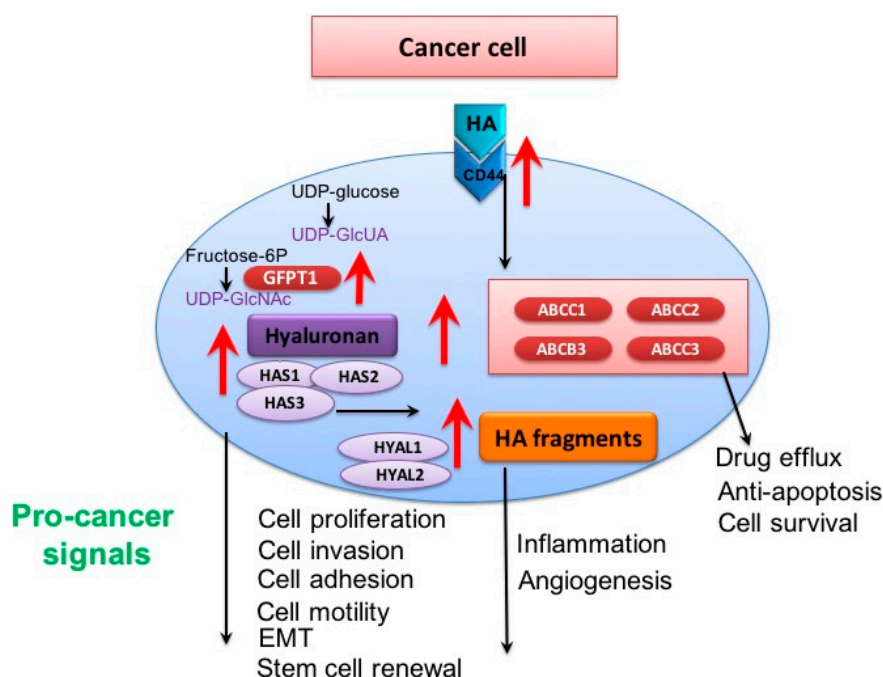 Cancer cell
HA
CD44
UDP-glucose
UDP-GlcUA
Fructose-6P
GFPT1
UDP-GlcNAc
Hyaluronan
HAS1
HAS2
HAS3
ABCC1
ABCC2
ABCB3
ABCC3
HYAL1
HYAL2
HA fragments
Drug efflux
Anti-apoptosis
Cell survival
Pro-cancer
signals
Cell proliferation
Cell invasion
Cell adhesion
Cell motility
EMT
Stem cell renewal
Inflammation
Angiogenesis